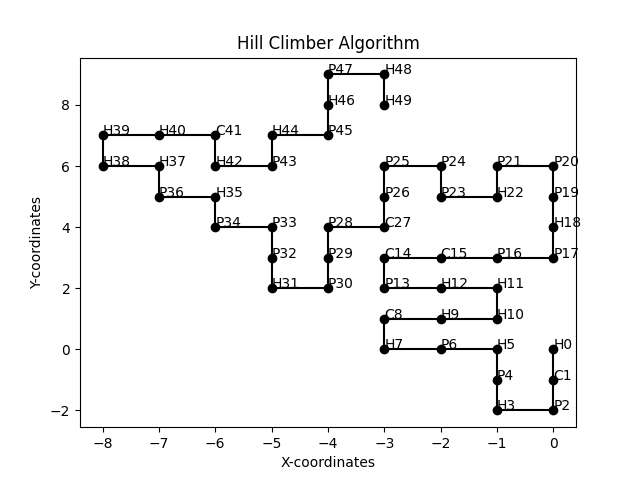 Hill Climber Algorithm
P47 H48
8 H46 H49
H39 H40 C41 H44 P45
6 H38 H37 H42 P43 P25 P24 P21 P20
P36 H35 P26 P23 H22 P19
4 P34 P33 P28 C27 H18
P32 P29 C14 C15 P16 P17
2 H31 P30 P13 H12 H11
C8 H9 H10
0 H7 P6 H5 H0
P4 C1
−2 H3 P2
−8 −7 −6 −5 −4 −3 −2 −1 0
X-coordinates
Y-coordinates